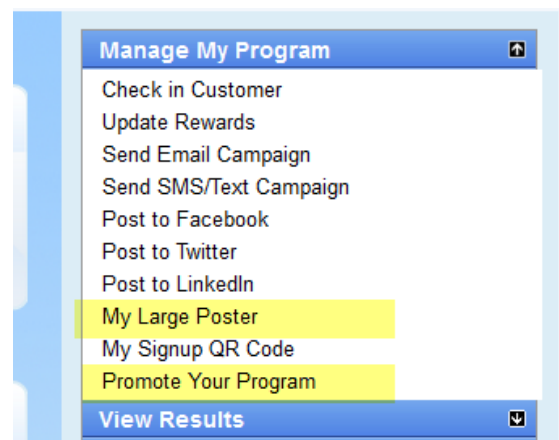 Manage My Program
Check in Customer
Update Rewards
Send Email Campaign
Send SMS/Text Campaign
Post to Facebook
Post to Twitter
Post to LinkedIn
My Large Poster
My Signup QR Code
Promote Your Program
View Results